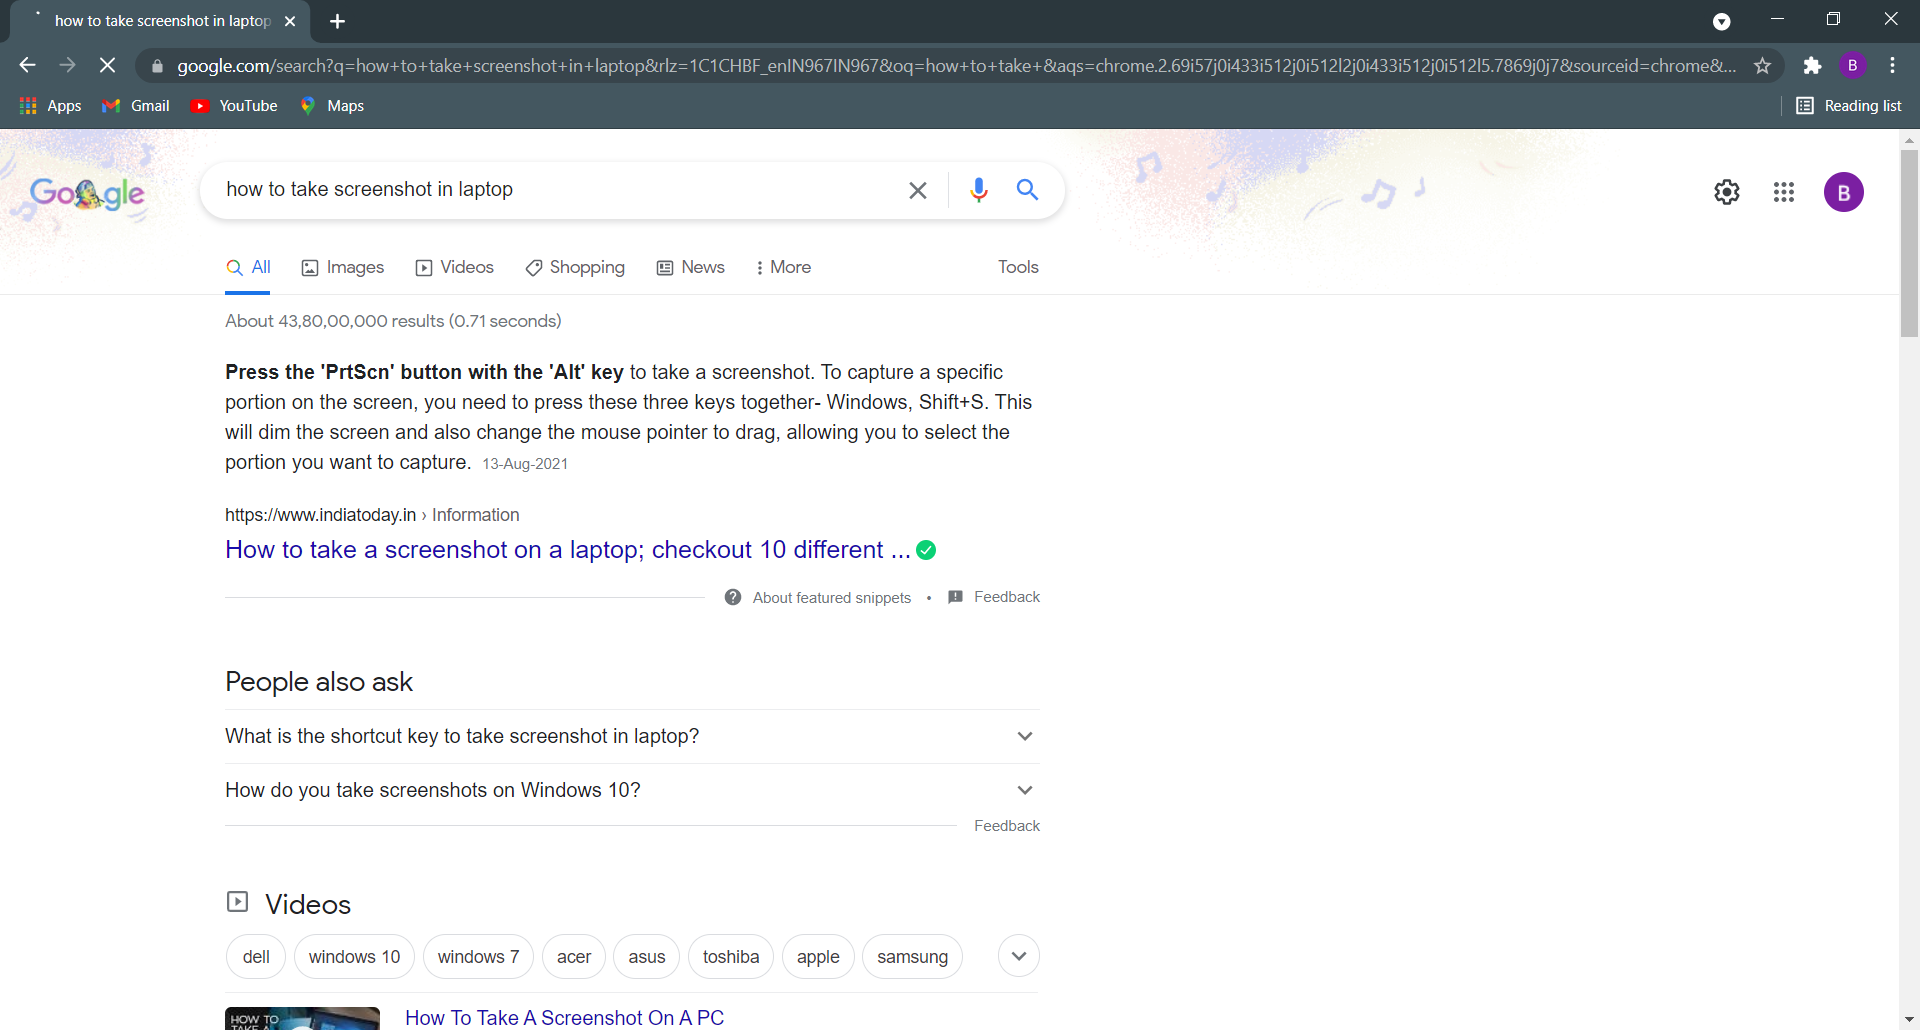 how to take screenshot in laptop
google.com/search?q=how+to+take+screenshot+in+laptop&rlz=1C1CHBF_enIN967IN967&oq=how+to+take+&aqs=chrome.2.69i57j0i433i512j0i512l2j0i433i512j0i512l5.7869j0j7&sourceid=chrome&...
B
Apps Gmail YouTube Maps Reading list
Google
how to take screenshot in laptop
B
All Images Videos Shopping News More Tools
About 43,80,00,000 results (0.71 seconds)
Press the 'PrtScn' button with the 'Alt' key to take a screenshot. To capture a specific
portion on the screen, you need to press these three keys together- Windows, Shift+S. This
will dim the screen and also change the mouse pointer to drag, allowing you to select the
portion you want to capture. 13-Aug-2021
https://www.indiatoday.in › Information
How to take a screenshot on a laptop; checkout 10 different ...
About featured snippets • Feedback
People also ask
What is the shortcut key to take screenshot in laptop?
How do you take screenshots on Windows 10?
Feedback
Videos
dell windows 10 windows 7 acer asus toshiba apple samsung
How To Take A Screenshot On A PC
HOW TO
TAKE A